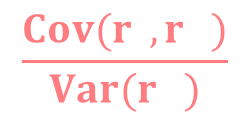 Cov(r ,r )
Var(r )